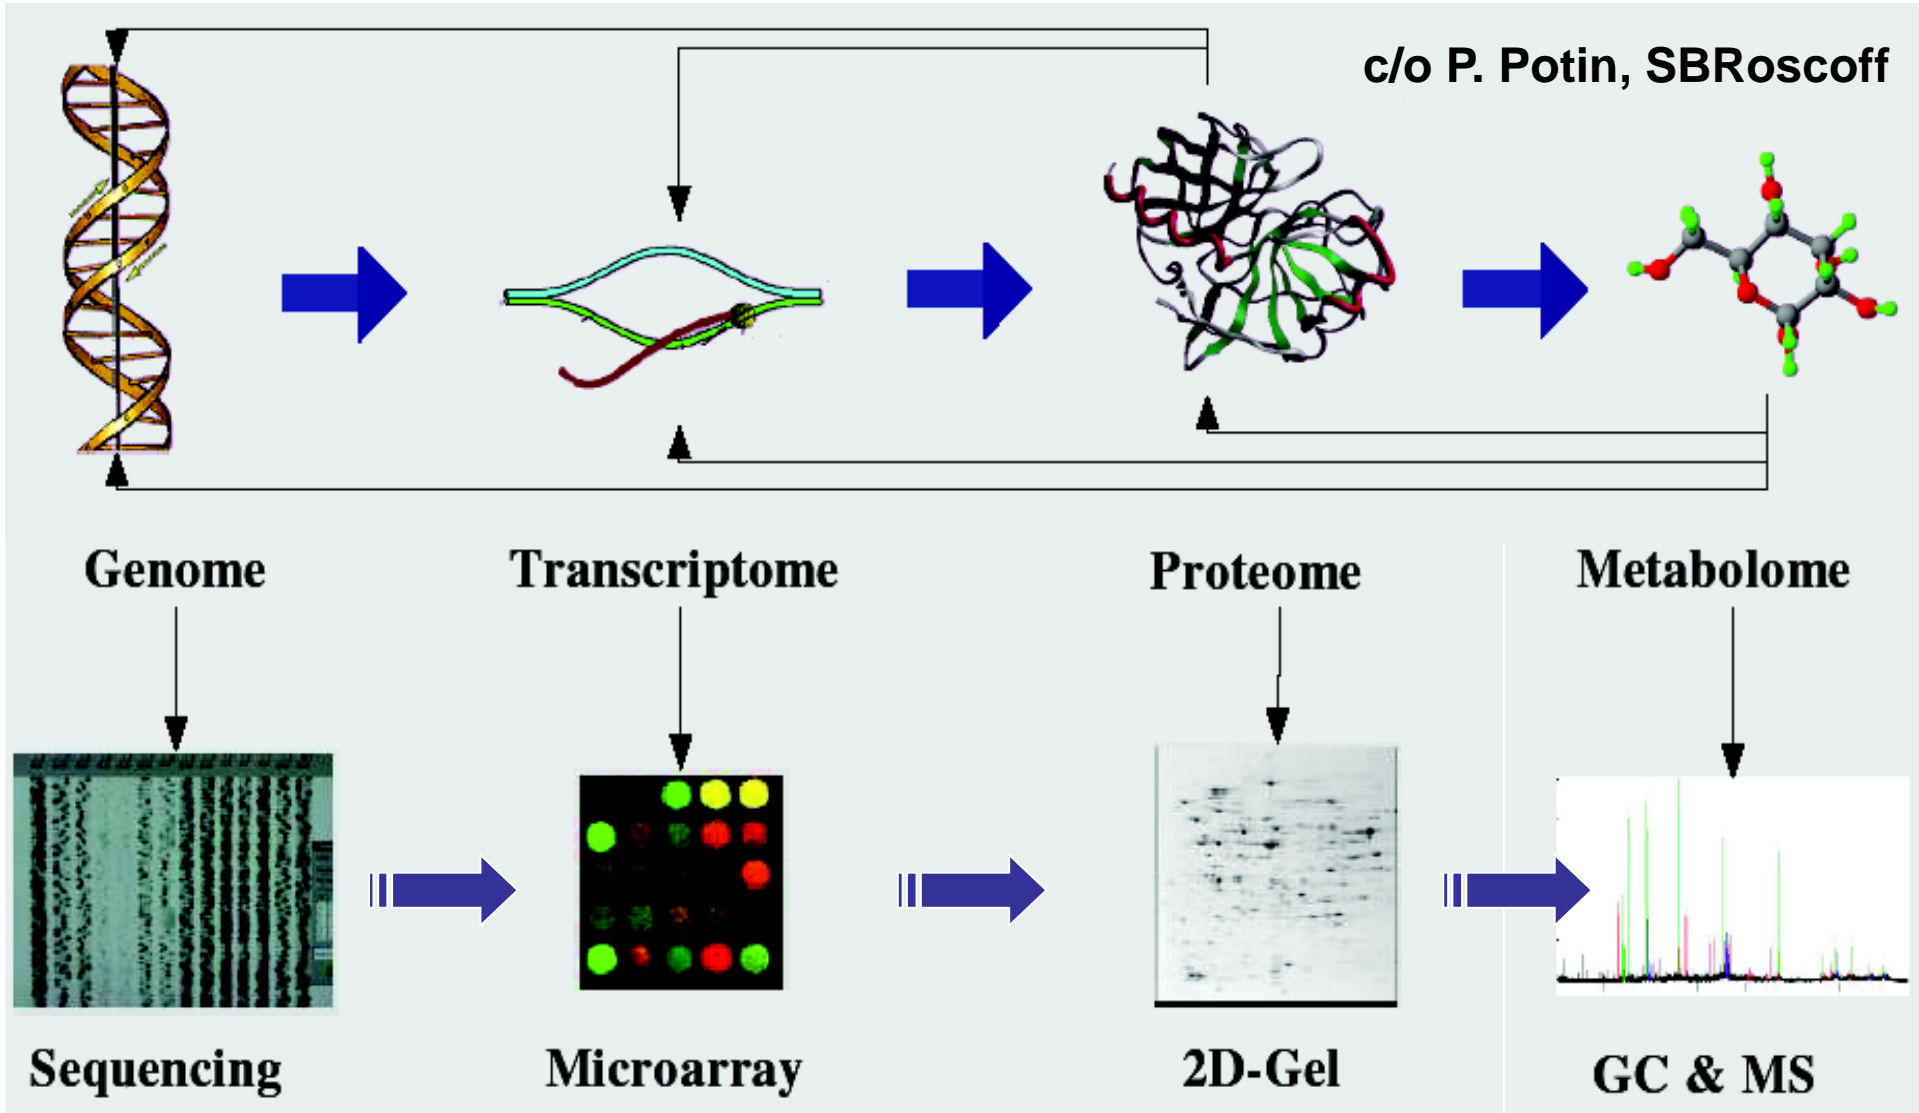 c/o P. Potin, SBRoscoff
Genome
Transcriptome
Proteome
Metabolome
Sequencing
Microarray
2D-Gel
GC & MS